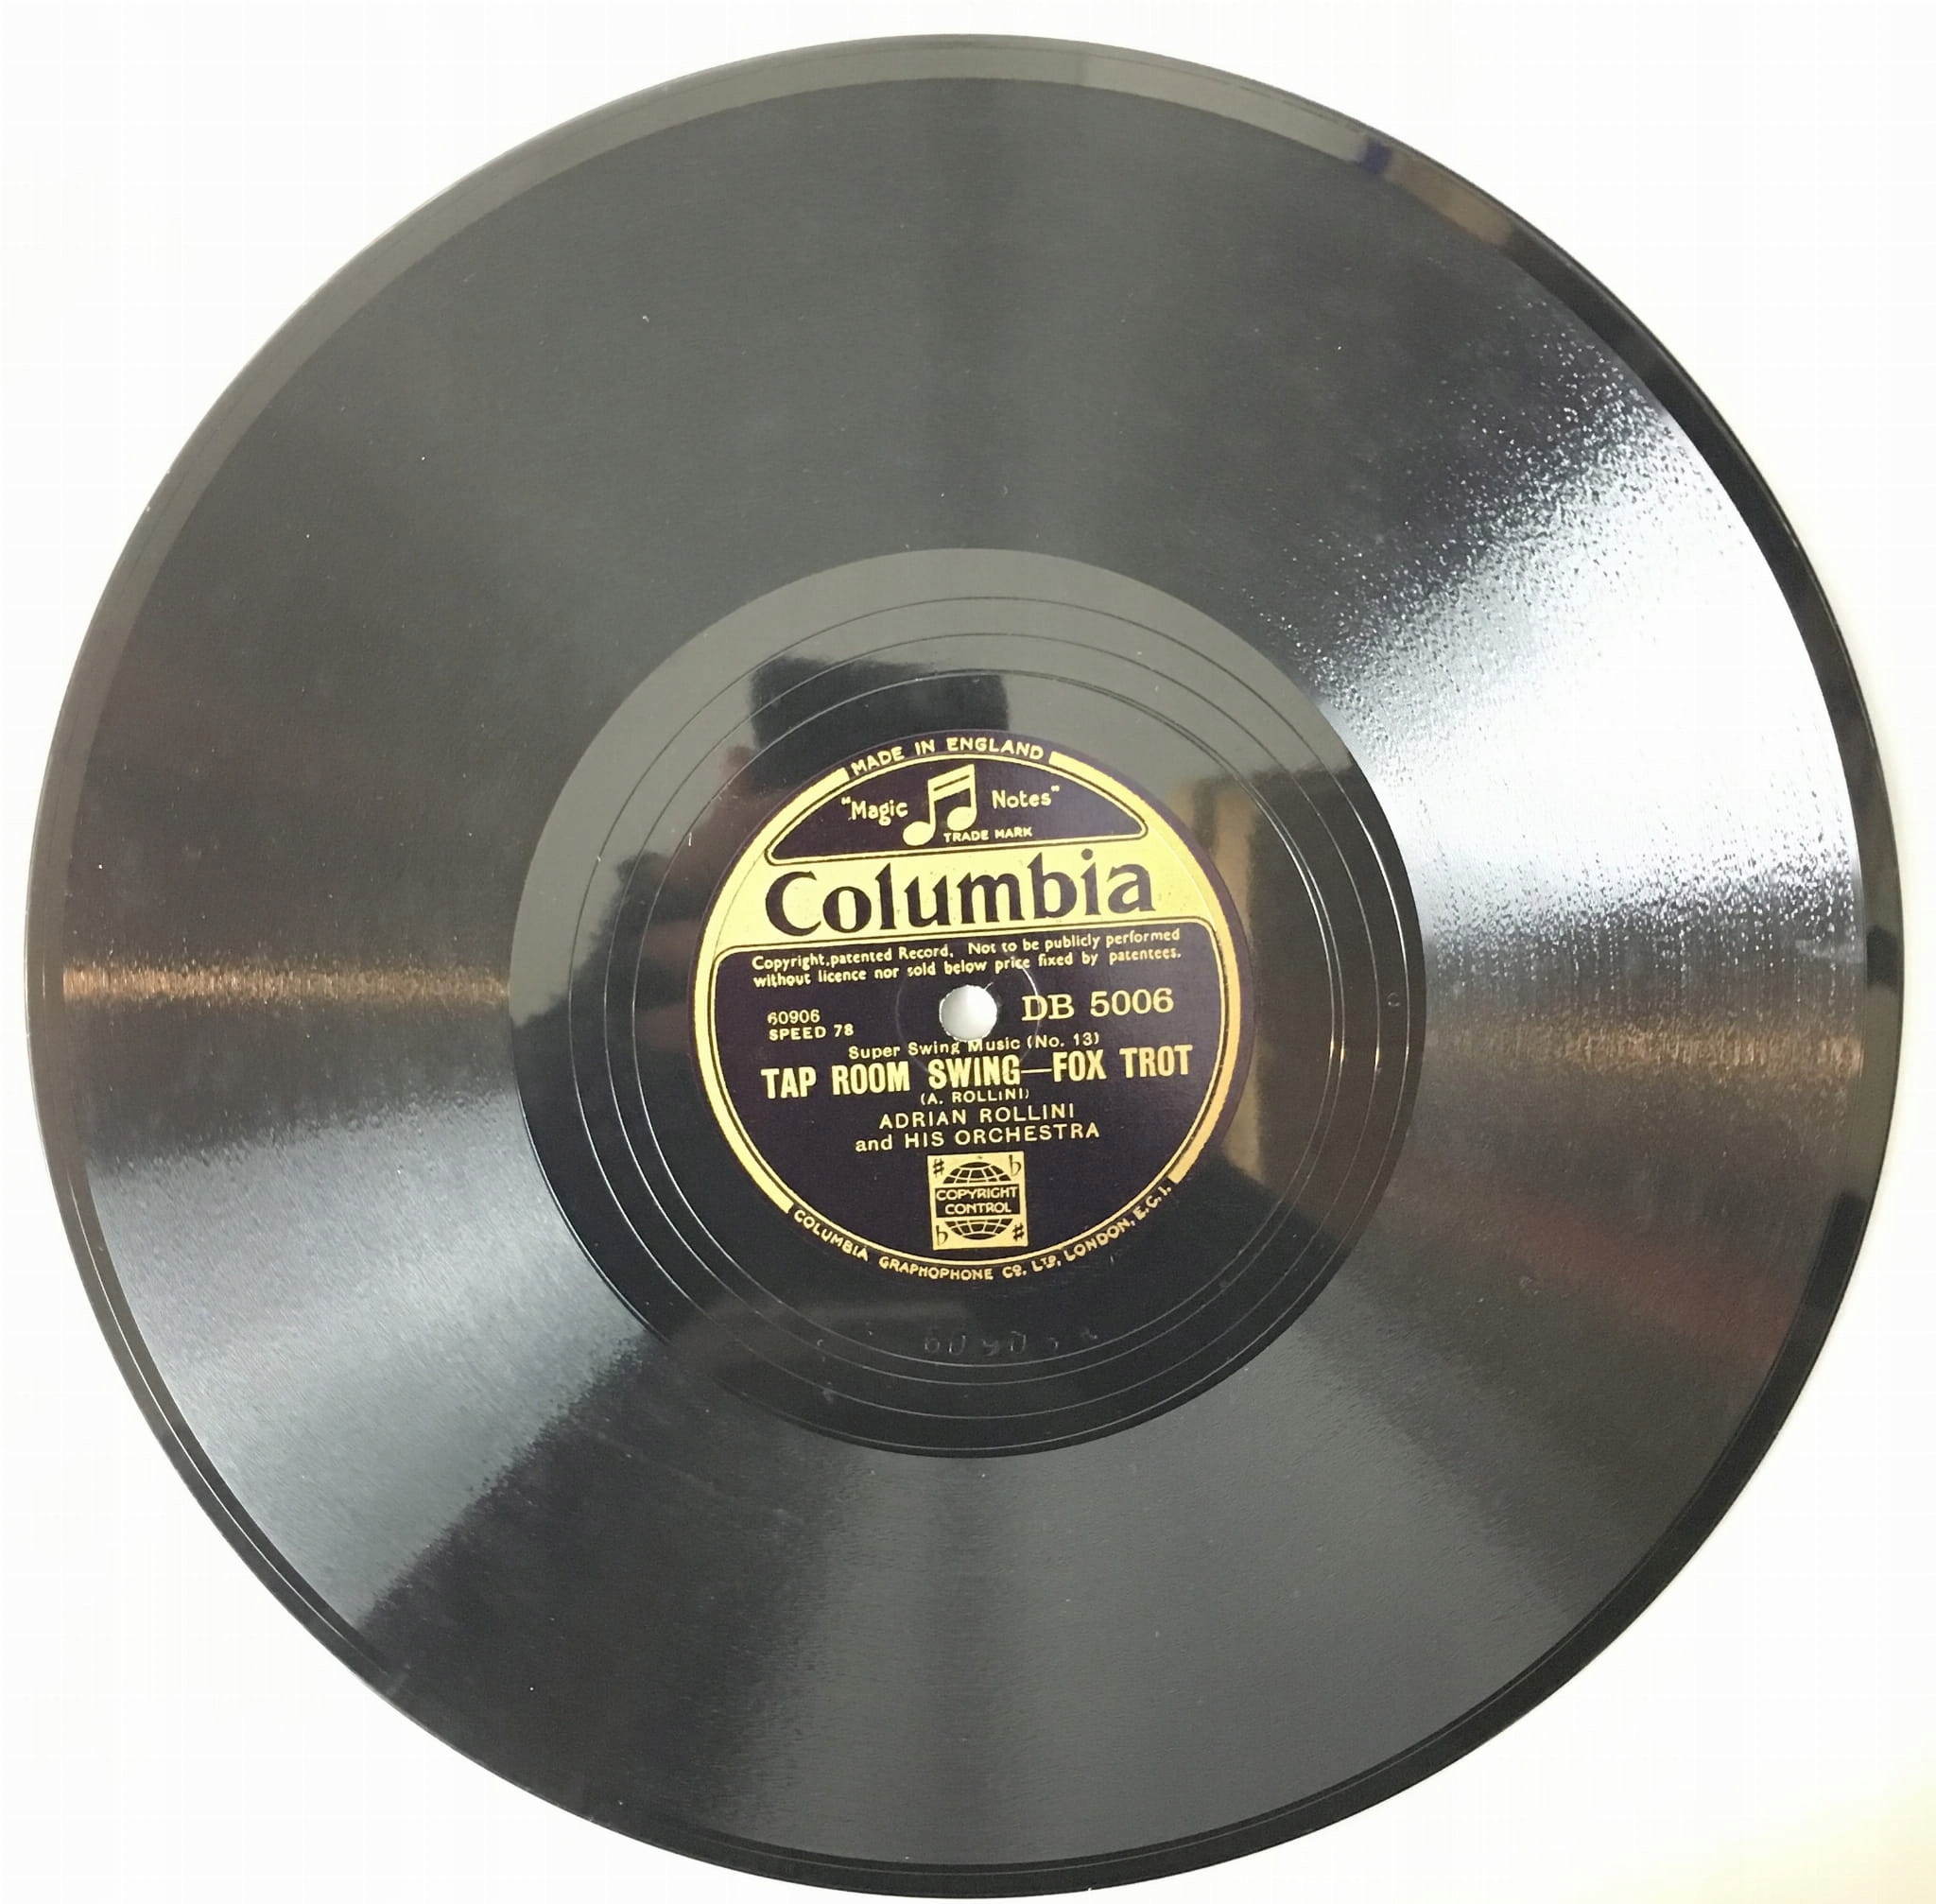 MADE IN ENGLAND
"Magic Notes"
TRADE MARK
Columbia
Copyright,patented Record, Not to be publicly performed
without licence nor sold below price fixed by patentees.
60906
SPEED 78
DB 5006
Super Swing Music (No. 13)
TAP ROOM SWING—FOX TROT
(A. ROLLINI)
ADRIAN ROLLINI
and HIS ORCHESTRA
COPYRIGHT
CONTROL
COLUMBIA GRAPHOPHONE Co. LTD, LONDON, E.C.1.